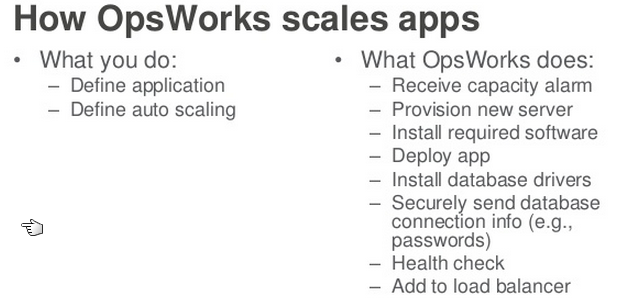 How OpsWorks scales apps
• What you do:
– Define application
– Define auto scaling
• What OpsWorks does:
– Receive capacity alarm
– Provision new server
– Install required software
– Deploy app
– Install database drivers
– Securely send database
connection info (e.g.,
passwords)
– Health check
– Add to load balancer